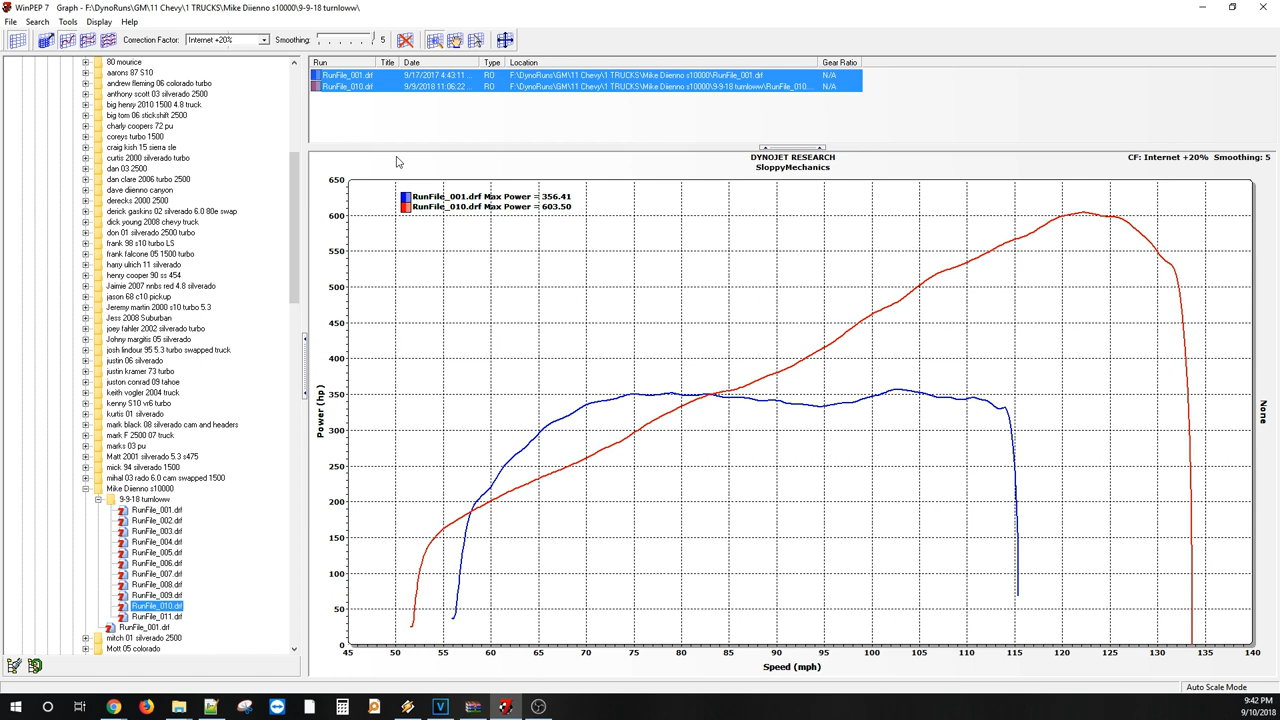 WinPEP 7   Graph - F:\DynoRuns\GM\11 Chevy\1 TRUCKS\Mike Diienno s10000\9-9-18 turnloww\
File Search Tools Display Help
Correction Factor: Internet +20% Smoothing: 5
Run Title Date Type Location Gear Ratio
RunFile_001.drf 9/17/2017 4:43:11 ... RO F:\DynoRuns\GM\11 Chevy\1 TRUCKS\Mike Diienno s10000\RunFile_001.drf N/A
RunFile_010.drf 9/9/2018 11:06:22 ... RO F:\DynoRuns\GM\11 Chevy\1 TRUCKS\Mike Diienno s10000\9-9-18 turnloww\RunFile_010.... N/A
80 mourice
aarons 87 S10
andrew fleming 06 colorado turbo
anthony scott 03 silverado 2500
big henry 2010 1500 4.8 truck
big tom 06 stickshift 2500
charly coopers 72 pu
coreys turbo 1500
craig kish 15 sierra sle
curtis 2000 silverado turbo
dan 03 2500
dan clare 2006 turbo 2500
dave diienno canyon
derecks 2000 2500
derick gaskins 02 silverado 6.0 80e swap
dick young 2008 chevy truck
don 01 silverado 2500 turbo
frank 98 s10 turbo LS
frank falcone 05 1500 turbo
harry ulrich 11 silverado
henry cooper 90 ss 454
Jaimie 2007 nnbs red 4.8 silverado
jason 68 c10 pickup
Jeremy martin 2000 s10 turbo 5.3
Jess 2008 Suburban
joey fahler 2002 silverado turbo
Johny margitis 05 silverado
josh lindour 95 5.3 turbo swapped truck
justin 06 silverado
justin kramer 73 turbo
juston conrad 09 tahoe
keith vogler 2004 truck
kenny S10 vr6 turbo
kurtis 01 silverado
mark black 08 silverado cam and headers
mark F 2500 07 truck
marks 03 pu
Matt 2001 silverado 5.3 s475
mick 94 silverado 1500
mihal 03 rado 6.0 cam swapped 1500
Mike Diienno s10000
9-9-18 turnloww
RunFile_001.drf
RunFile_002.drf
RunFile_003.drf
RunFile_004.drf
RunFile_005.drf
RunFile_006.drf
RunFile_007.drf
RunFile_008.drf
RunFile_009.drf
RunFile_010.drf
RunFile_011.drf
RunFile_001.drf
mitch 01 silverado 2500
Mott 05 colorado
DYNOJET RESEARCH
SloppyMechanics
CF: Internet +20% Smoothing: 5
RunFile_001.drf Max Power = 356.41
RunFile_010.drf Max Power = 603.50
650
600
550
500
450
400
350
300
250
200
150
100
50
0
Power (hp)
None
45 50 55 60 65 70 75 80 85 90 95 100 105 110 115 120 125 130 135 140
Speed (mph)
Auto Scale Mode
9:42 PM
9/10/2018